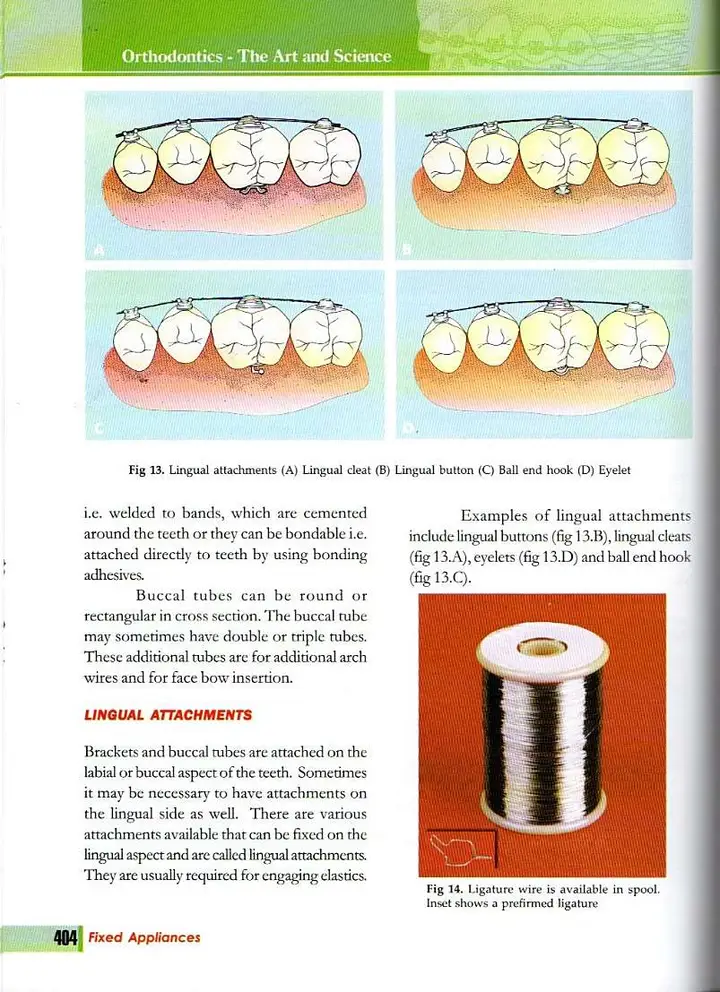 Orthodontics - The Art and Science
A
B
C
D.
Fig 13. Lingual attachments (A) Lingual cleat (B) Lingual button (C) Ball end hook (D) Eyelet
i.e. welded to bands, which are cemented
around the teeth or they can be bondable i.e.
attached directly to teeth by using bonding
adhesives.
Buccal tubes can be round or
rectangular in cross section. The buccal tube
may sometimes have double or triple tubes.
These additional tubes are for additional arch
wires and for face bow insertion.
LINGUAL ATTACHMENTS
Brackets and buccal tubes are attached on the
labial or buccal aspect of the teeth. Sometimes
it may be necessary to have attachments on
the lingual side as well. There are various
attachments available that can be fixed on the
lingual aspect and are called lingual attachments.
They are usually required for engaging elastics.
Examples of lingual attachments
include lingual buttons (fig 13.B), lingual cleats
(fig 13.A), eyelets (fig 13.D) and ball end hook
(fig 13.C).
Fig 14. Ligature wire is available in spool.
Inset shows a prefirmed ligature
404 Fixed Appliances